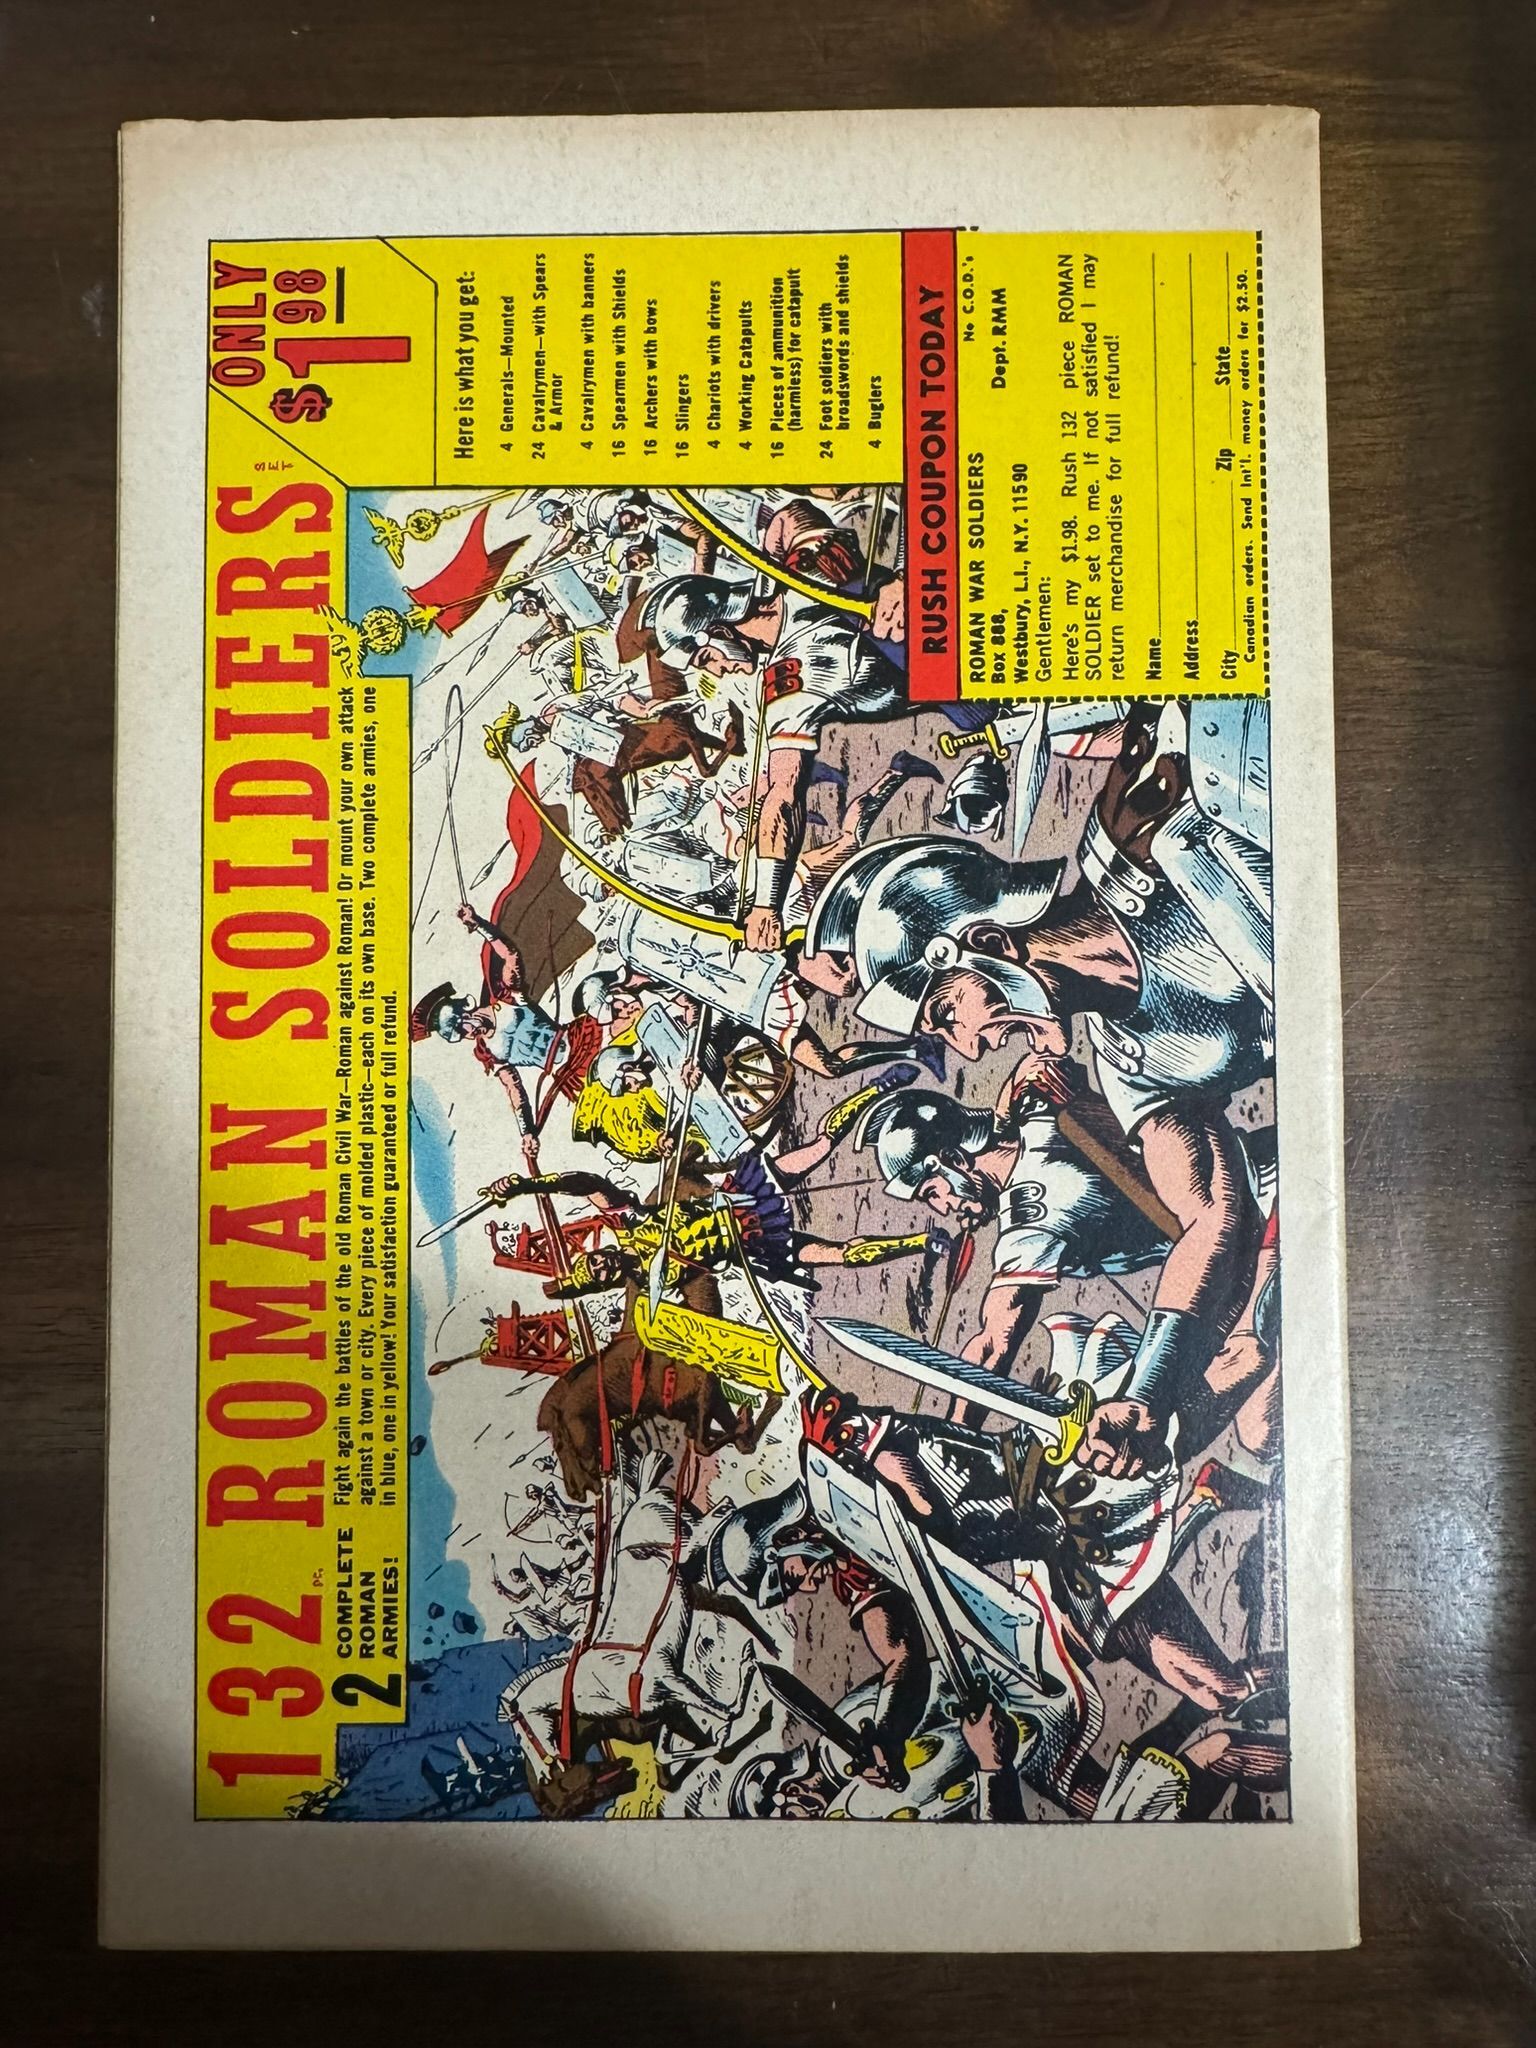 132 PC. ROMAN SOLDIERS SET
ONLY
$1 98
2 COMPLETE
ROMAN
ARMIES!
Fight again the battles of the old Roman Civil War—Roman against Roman! Or mount your own attack
against a town or city. Every piece of molded plastic—each on its own base. Two complete armies, one
in blue, one in yellow! Your satisfaction guaranteed or full refund.
Here is what you get:
4 Generals—Mounted
24 Cavalrymen—with Spears
& Armor
4 Cavalrymen with banners
16 Spearmen with Shields
16 Archers with bows
16 Slingers
4 Chariots with drivers
4 Working Catapults
16 Pieces of ammunition
(harmless) for catapult
24 Foot soldiers with
broadswords and shields
4 Buglers
RUSH COUPON TODAY
No C.O.D.'s
ROMAN WAR SOLDIERS
Box 888, Dept. RMM
Westbury, L.I., N.Y. 11590
Gentlemen:
Here's my $1.98. Rush 132 piece ROMAN
SOLDIER set to me. If not satisfied I may
return merchandise for full refund!
Name
Address
City Zip State
Canadian orders. Send Int'l. money orders for $2.50.